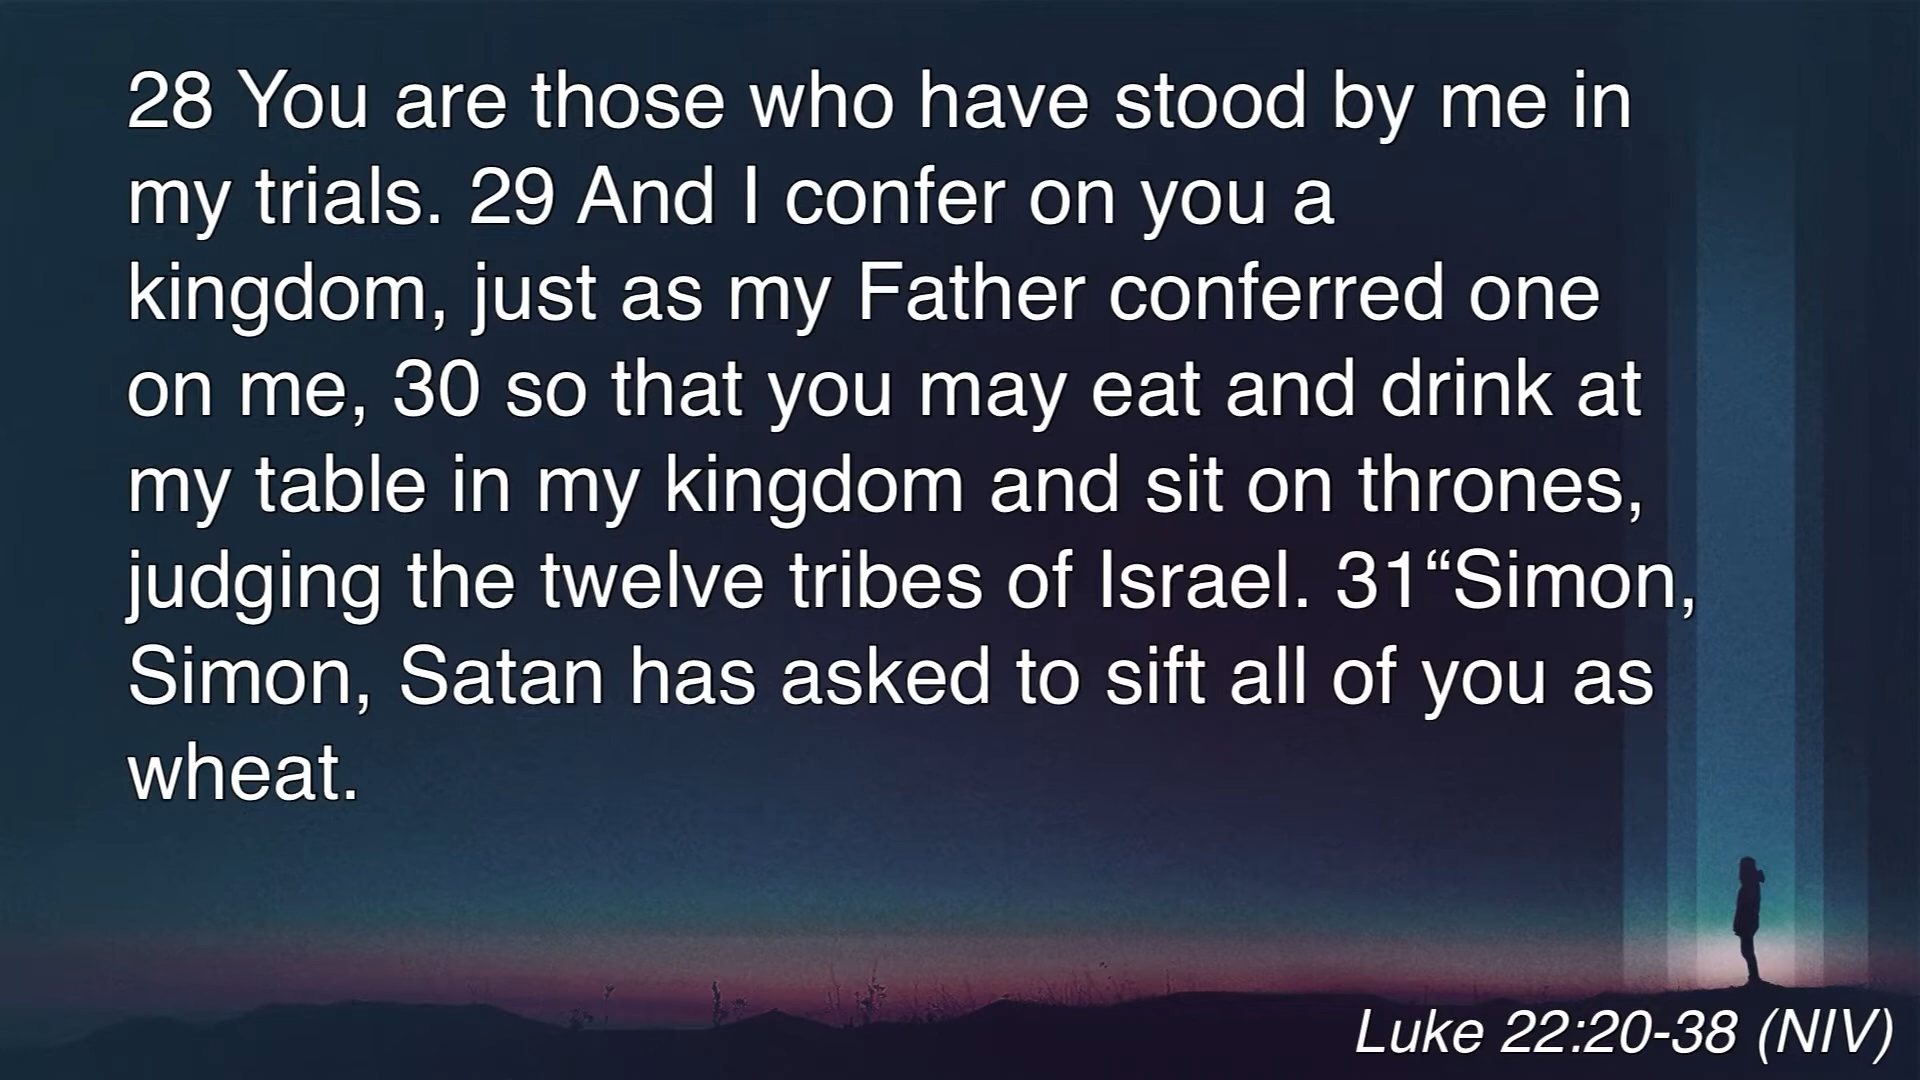 28 You are those who have stood by me in
my trials. 29 And I confer on you a
kingdom, just as my Father conferred one
on me, 30 so that you may eat and drink at
my table in my kingdom and sit on thrones,
judging the twelve tribes of Israel. 31“Simon,
Simon, Satan has asked to sift all of you as
wheat.
Luke 22:20-38 (NIV)